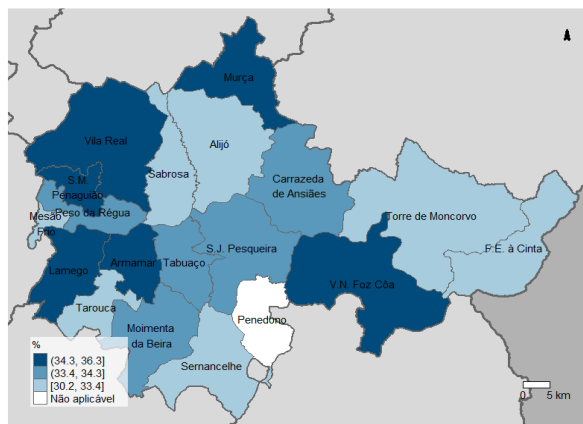 Murça
Vila Real
Alijó
Sabrosa
Carrazeda
de Ansiães
S.M.
Penaguião
Mesão
Frio
Peso da Régua
Torre de Moncorvo
F.E. à Cinta
Lamego
Armamar
Tabuaço
S.J. Pesqueira
V.N. Foz Côa
Tarouca
Moimenta
da Beira
Penedono
Sernancelhe
%
(34.3, 36.3]
(33.4, 34.3]
[30.2, 33.4]
Não aplicável
0 5 km